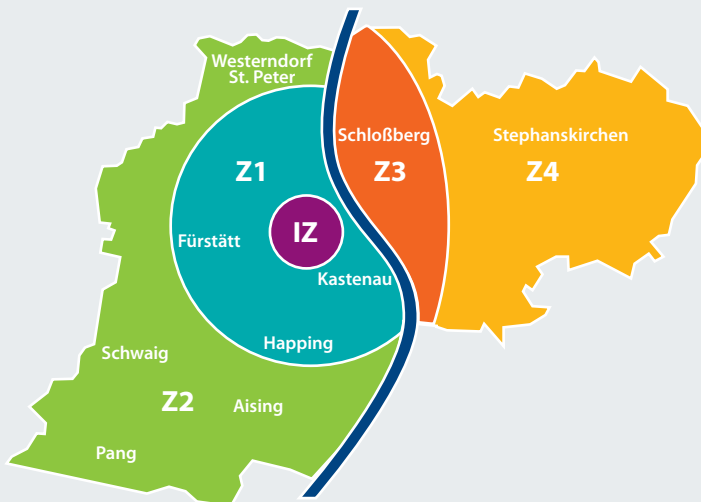 Westerndorf
St. Peter
Schloßberg
Stephanskirchen
Z1
Z3
Z4
IZ
Fürstätt
Kastenau
Happing
Schwaig
Z2
Aising
Pang